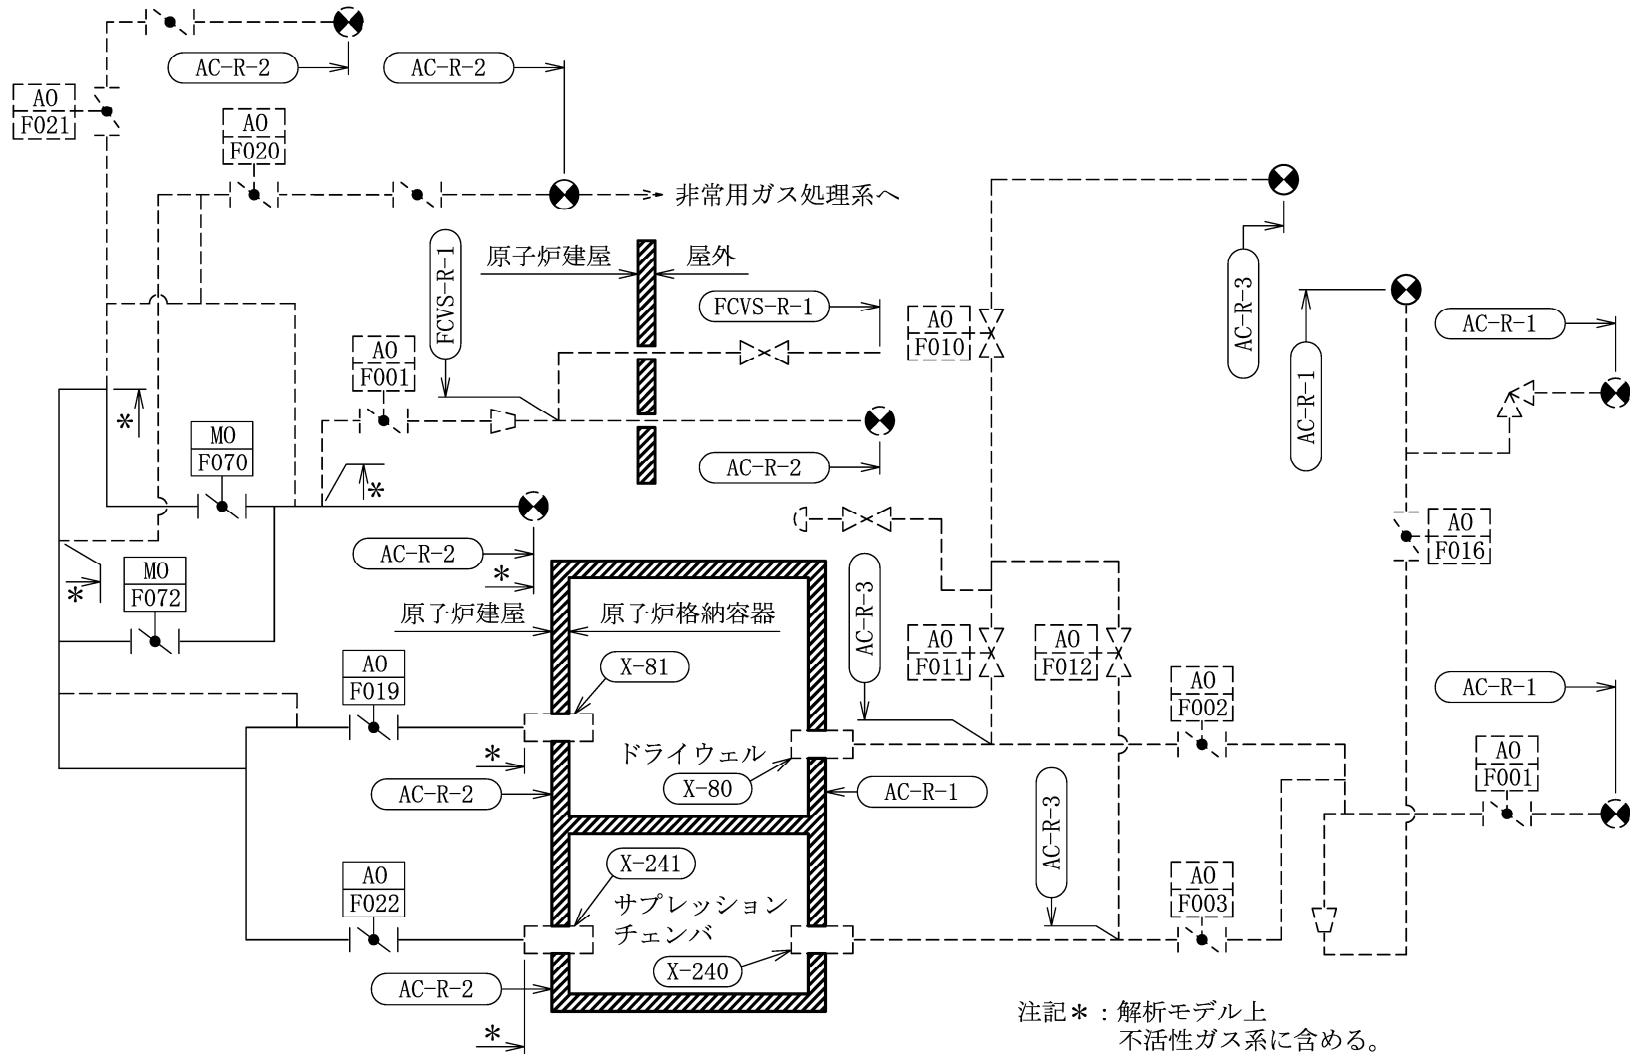 AC-R-2
AC-R-2
AO
F021
AO
F020
非常用ガス処理系へ
FCVS-R-1
原子炉建屋
屋外
FCVS-R-1
AO
F010
AC-R-3
AC-R-1
AC-R-1
AO
F001
*
MO
F070
*
AC-R-2
AC-R-2
*
AO
F016
*
MO
F072
原子炉建屋
原子炉格納容器
AC-R-3
AO
F011
AO
F012
X-81
AO
F019
AO
F002
AC-R-1
*
ドライウェル
X-80
AC-R-2
AC-R-1
AO
F001
AC-R-3
X-241
AO
F022
サプレッション
チェンバ
AO
F003
X-240
AC-R-2
*
注記*:解析モデル上
不活性ガス系に含める。